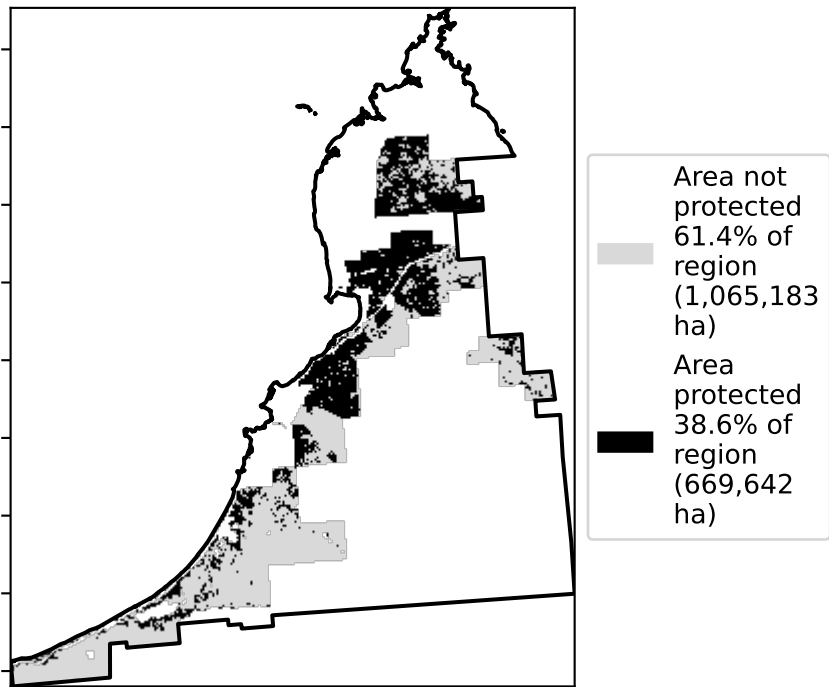 Area not
protected
61.4% of
region
(1,065,183
ha)
Area
protected
38.6% of
region
(669,642
ha)